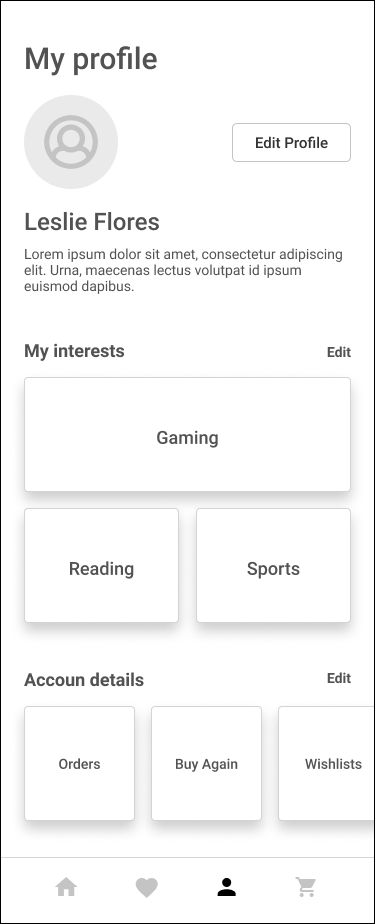 My profile
Edit Profile
Leslie Flores
Lorem ipsum dolor sit amet, consectetur adipiscing
elit. Urna, maecenas lectus volutpat id ipsum
euismod dapibus.
My interests
Edit
Gaming
Reading
Sports
Accoun details
Edit
Orders
Buy Again
Wishlists